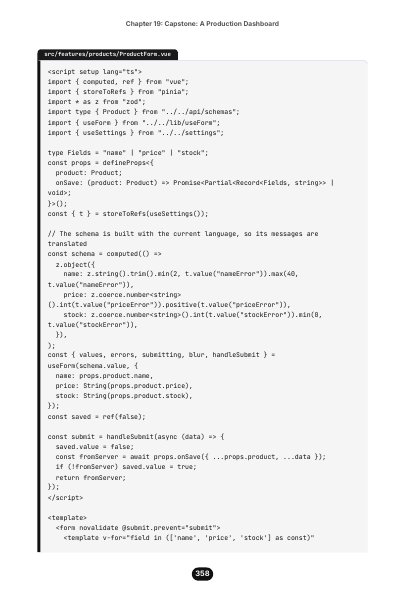 Chapter 19: Capstone: A Production Dashboard
src/features/products/ProductForm.vue
<script setup lang="ts">
import { computed, ref } from "vue";
import { storeToRefs } from "pinia";
import * as z from "zod";
import type { Product } from "../../api/schemas";
import { useForm } from "../../lib/useForm";
import { useSettings } from "../../settings";

type Fields = "name" | "price" | "stock";
const props = defineProps<{
  product: Product;
  onSave: (product: Product) => Promise<Partial<Record<Fields, string>> |
void>;
}>();
const { t } = storeToRefs(useSettings());

// The schema is built with the current language, so its messages are
translated
const schema = computed(() =>
  z.object({
    name: z.string().trim().min(2, t.value("nameError")).max(40,
t.value("nameError")),
    price: z.coerce.number<string>
().int(t.value("priceError")).positive(t.value("priceError")),
    stock: z.coerce.number<string>().int(t.value("stockError")).min(0,
t.value("stockError")),
  }),
);
const { values, errors, submitting, blur, handleSubmit } =
useForm(schema.value, {
  name: props.product.name,
  price: String(props.product.price),
  stock: String(props.product.stock),
});
const saved = ref(false);

const submit = handleSubmit(async (data) => {
  saved.value = false;
  const fromServer = await props.onSave({ ...props.product, ...data });
  if (!fromServer) saved.value = true;
  return fromServer;
});
</script>

<template>
  <form novalidate @submit.prevent="submit">
    <template v-for="field in (['name', 'price', 'stock'] as const)"
358